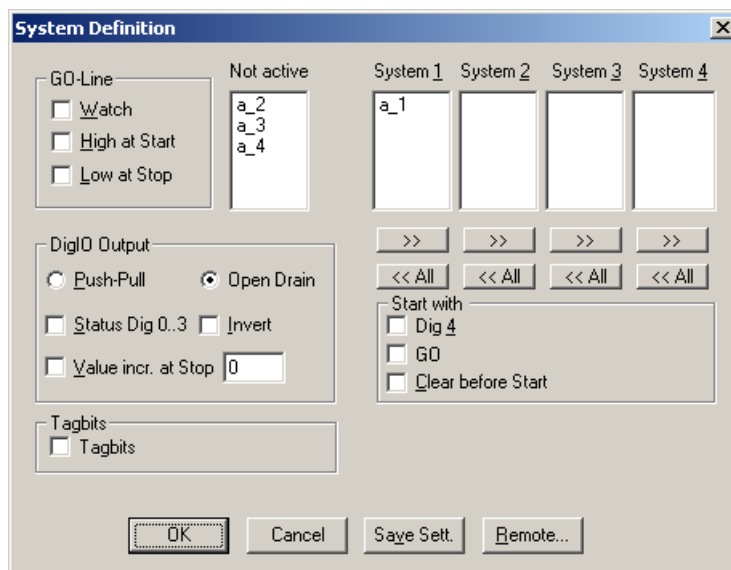 System Definition
GO-Line
Watch
High at Start
Low at Stop
Not active
a_2
a_3
a_4
System 1
System 2
System 3
System 4
a_1
>>
>>
>>
>>
<< All
<< All
<< All
<< All
DigIO Output
Push-Pull
Open Drain
Status Dig 0..3
Invert
Value incr. at Stop
0
Start with
Dig 4
GO
Clear before Start
Tagbits
Tagbits
OK
Cancel
Save Sett.
Remote...